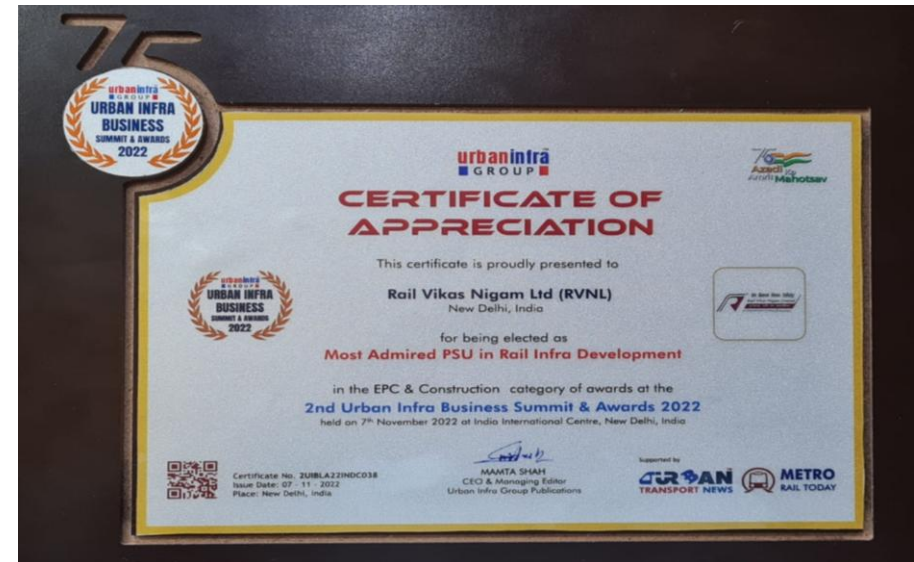 75
urbaninfra
GROUP
URBAN INFRA
BUSINESS
SUMMIT & AWARDS
2022
urbaninfra
GROUP
75
Azadi Ka
Amrit Mahotsav
CERTIFICATE OF
APPRECIATION
This certificate is proudly presented to
urbaninfra
GROUP
URBAN INFRA
BUSINESS
SUMMIT & AWARDS
2022
Rail Vikas Nigam Ltd (RVNL)
New Delhi, India
for being elected as
Most Admired PSU in Rail Infra Development
in the EPC & Construction category of awards at the
2nd Urban Infra Business Summit & Awards 2022
held on 7th November 2022 at India International Centre, New Delhi, India
Certificate No. 2UIBLA22INDC038
Issue Date: 07 - 11 - 2022
Place: New Delhi, India
MAMTA SHAH
CEO & Managing Editor
Urban Infra Group Publications
Supported by
URBAN
TRANSPORT NEWS
METRO
RAIL TODAY